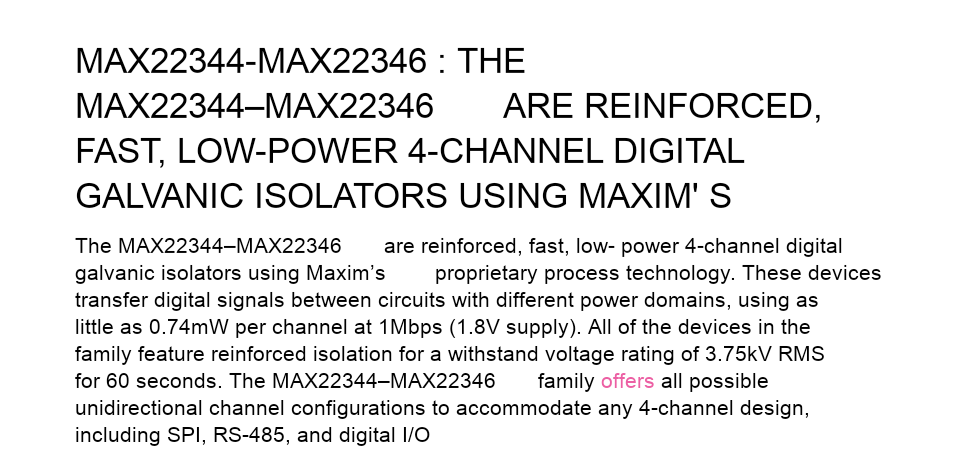 MAX22344-MAX22346 : THE
MAX22344–MAX22346 ARE REINFORCED,
FAST, LOW-POWER 4-CHANNEL DIGITAL
GALVANIC ISOLATORS USING MAXIM' S
The MAX22344–MAX22346 are reinforced, fast, low- power 4-channel digital
galvanic isolators using Maxim’s proprietary process technology. These devices
transfer digital signals between circuits with different power domains, using as
little as 0.74mW per channel at 1Mbps (1.8V supply). All of the devices in the
family feature reinforced isolation for a withstand voltage rating of 3.75kV RMS
for 60 seconds. The MAX22344–MAX22346 family offers all possible
unidirectional channel configurations to accommodate any 4-channel design,
including SPI, RS-485, and digital I/O